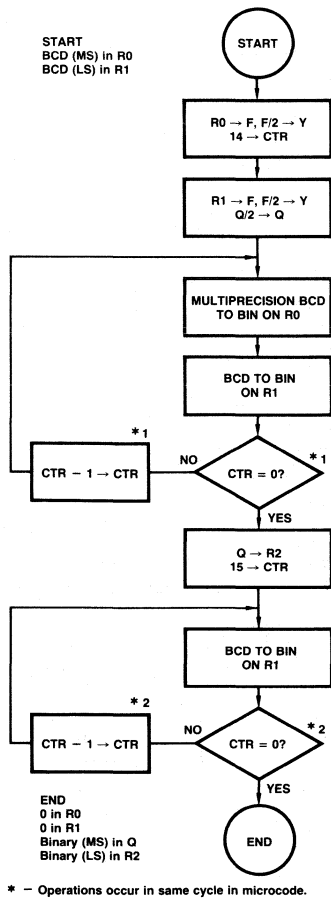 START
BCD (MS) in R0
BCD (LS) in R1
START
R0 → F, F/2 → Y
14 → CTR
R1 → F, F/2 → Y
Q/2 → Q
MULTIPRECISION BCD
TO BIN ON R0
BCD TO BIN
ON R1
* 1
CTR − 1 → CTR
NO
CTR = 0?
* 1
YES
Q → R2
15 → CTR
BCD TO BIN
ON R1
* 2
CTR − 1 → CTR
NO
CTR = 0?
* 2
YES
END
0 in R0
0 in R1
Binary (MS) in Q
Binary (LS) in R2
END
* − Operations occur in same cycle in microcode.